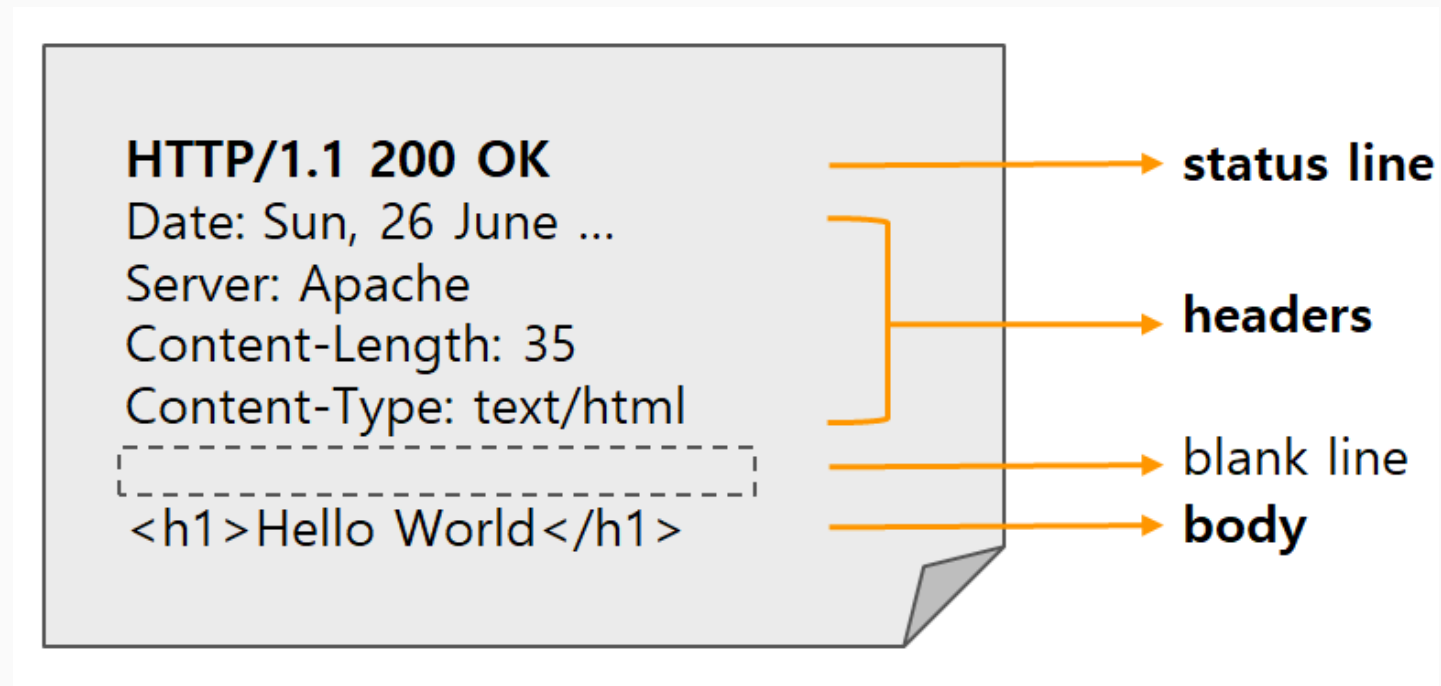 HTTP/1.1 200 OK
Date: Sun, 26 June ...
Server: Apache
Content-Length: 35
Content-Type: text/html
<h1>Hello World</h1>
status line
headers
blank line
body